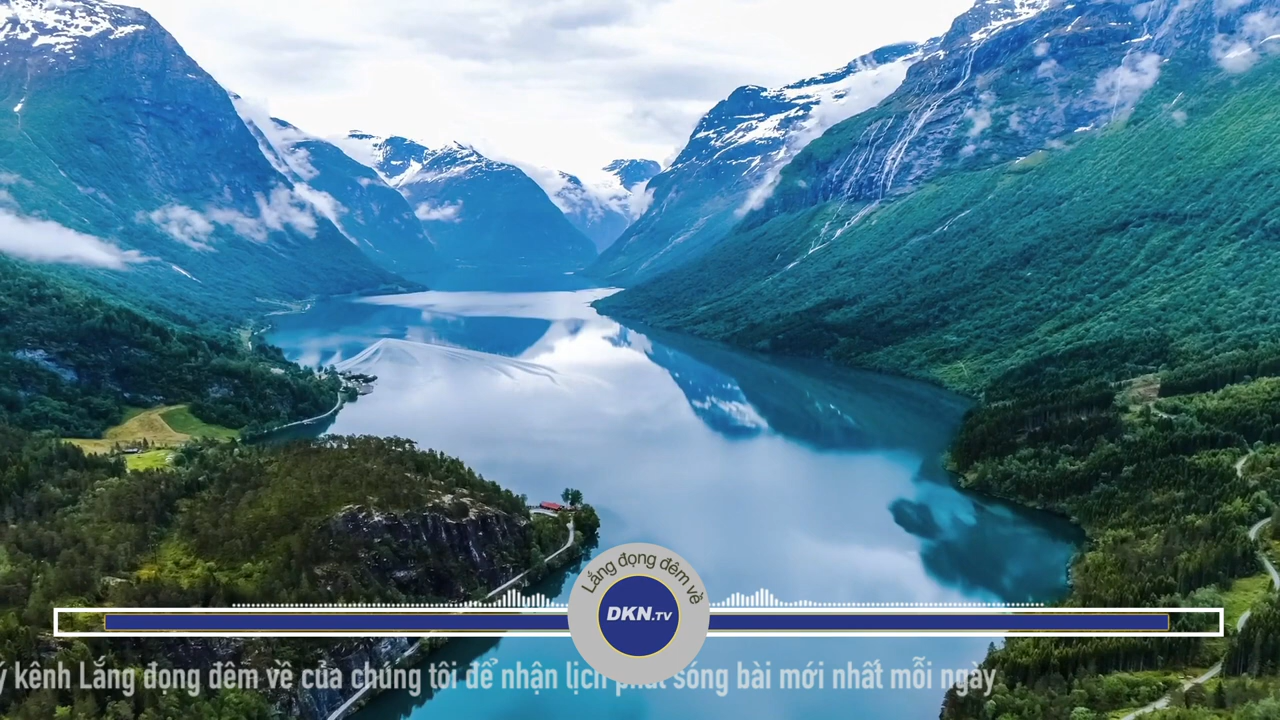 Lắng đọng đêm về
DKN.TV
kênh Lắng đọng đêm về của chúng tôi để nhận lịch phát sóng bài mới nhất mỗi ngày